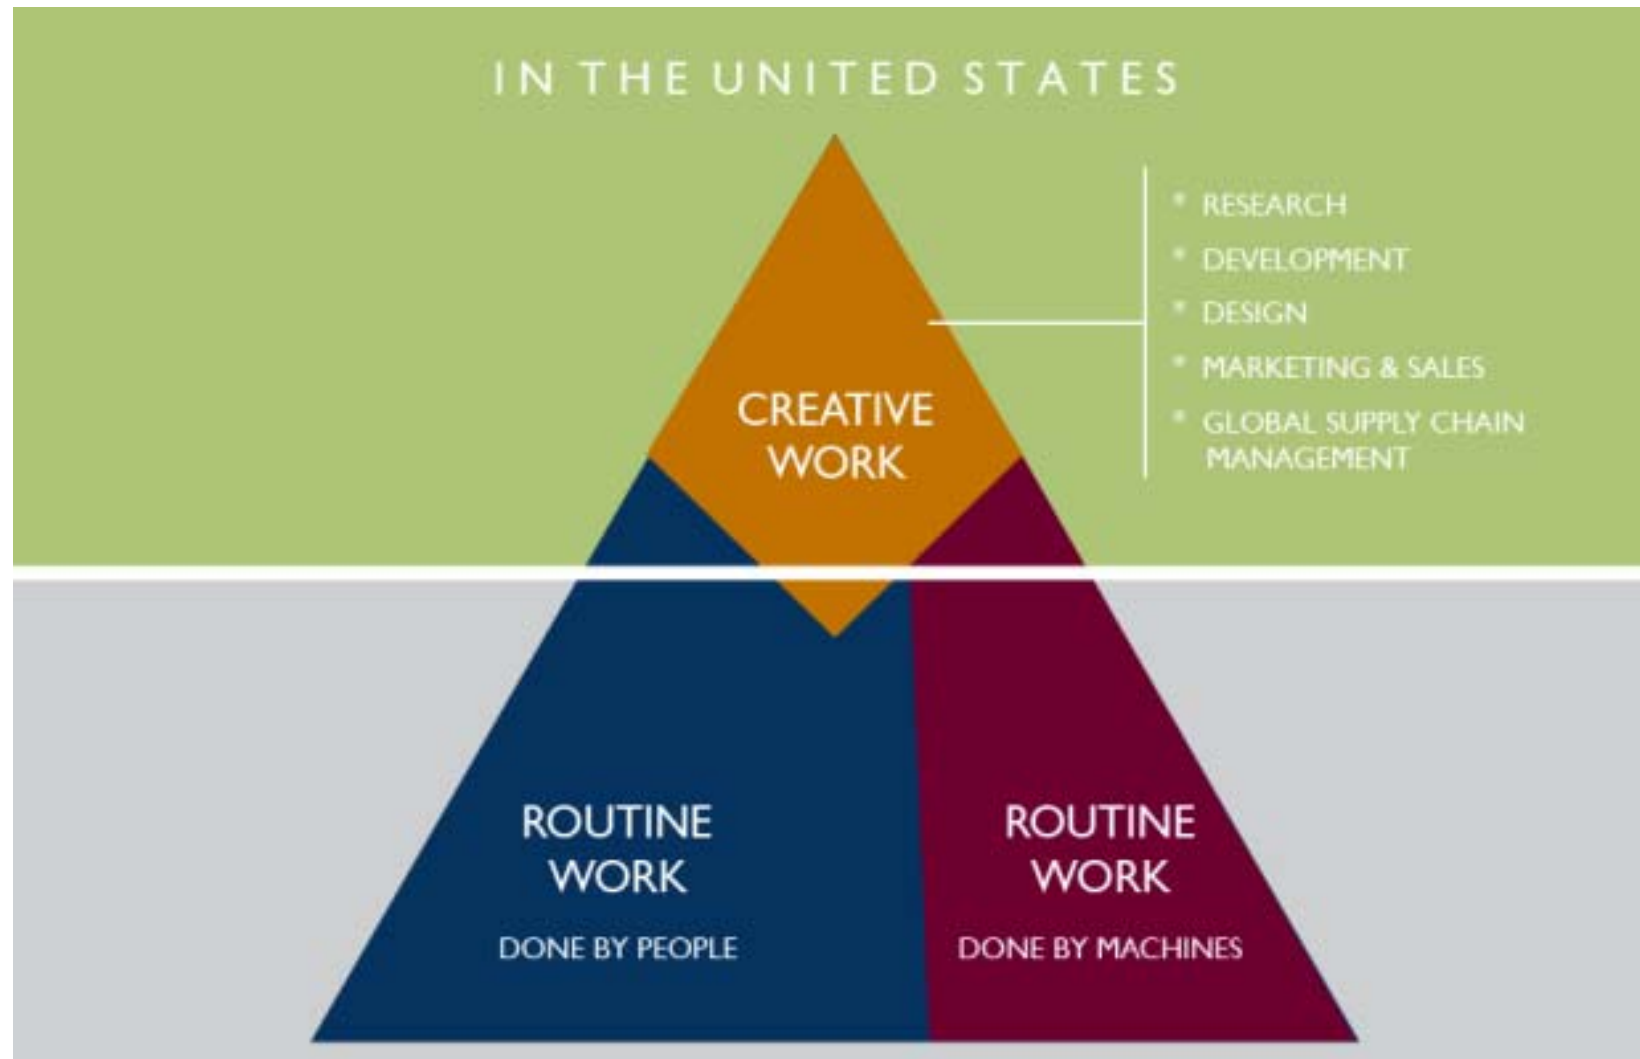 IN THE UNITED STATES
* RESEARCH
* DEVELOPMENT
* DESIGN
* MARKETING & SALES
* GLOBAL SUPPLY CHAIN
MANAGEMENT
CREATIVE
WORK
ROUTINE
WORK
DONE BY PEOPLE
ROUTINE
WORK
DONE BY MACHINES